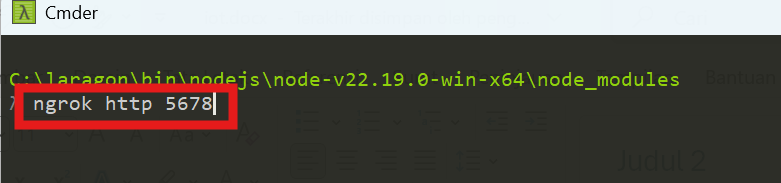 λ Cmder
C:\laragon\bin\nodejs\node-v22.19.0-win-x64\node_modules
Bantuan
λ ngrok http 5678
Judul 2